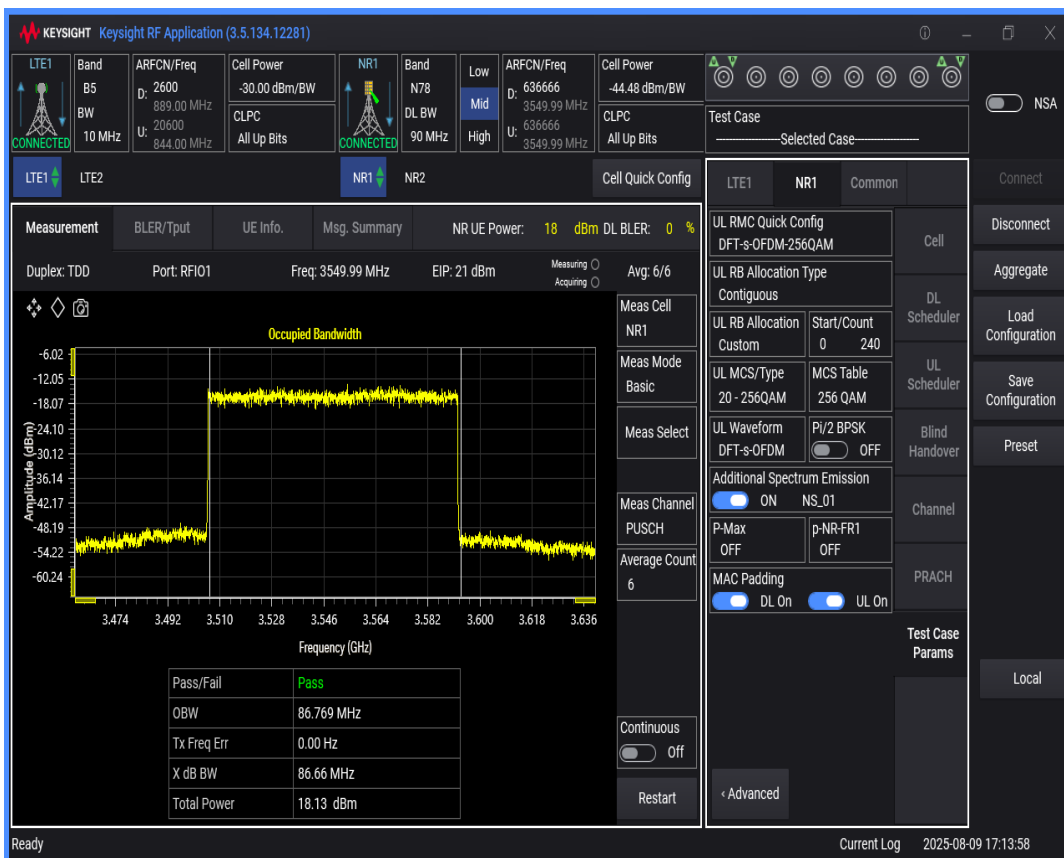 KEYSIGHT Keysight RF Application (3.5.134.12281)
LTE1 Band ARFCN/Freq Cell Power NR1 Band Low ARFCN/Freq Cell Power
B5 D: 2600 -30.00 dBm/BW N78 D: 636666 -44.48 dBm/BW
889.00 MHz 3549.99 MHz
BW CLPC DL BW Mid CLPC
CONNECTED 10 MHz U: 20600 All Up Bits CONNECTED 90 MHz High U: 636666 All Up Bits
844.00 MHz 3549.99 MHz
Test Case
---Selected Case---
NSA
LTE1 LTE2 NR1 NR2 Cell Quick Config
Measurement BLER/Tput UE Info. Msg. Summary NR UE Power: 18 dBm DL BLER: 0 %
Duplex: TDD Port: RFIO1 Freq: 3549.99 MHz EIP: 21 dBm Measuring Avg: 6/6
Acquiring
Occupied Bandwidth
Amplitude (dBm)
-6.02
-12.05
-18.07
-24.10
-30.12
-36.14
-42.17
-48.19
-54.22
-60.24
3.474 3.492 3.510 3.528 3.546 3.564 3.582 3.600 3.618 3.636
Frequency (GHz)
Pass/Fail Pass
OBW 86.769 MHz
Tx Freq Err 0.00 Hz
X dB BW 86.66 MHz
Total Power 18.13 dBm
Meas Cell
NR1
Meas Mode
Basic
Meas Select
Meas Channel
PUSCH
Average Count
6
Continuous
Off
Restart
LTE1 NR1 Common
UL RMC Quick Config
DFT-s-OFDM-256QAM
UL RB Allocation Type
Contiguous
UL RB Allocation Start/Count
Custom 0 240
UL MCS/Type MCS Table
20 - 256QAM 256 QAM
UL Waveform Pi/2 BPSK
DFT-s-OFDM OFF
Additional Spectrum Emission
ON NS_01
P-Max p-NR-FR1
OFF OFF
MAC Padding
DL On UL On
‹ Advanced
Cell
DL
Scheduler
UL
Scheduler
Blind
Handover
Channel
PRACH
Test Case
Params
Connect
Disconnect
Aggregate
Load
Configuration
Save
Configuration
Preset
Local
Ready Current Log 2025-08-09 17:13:58